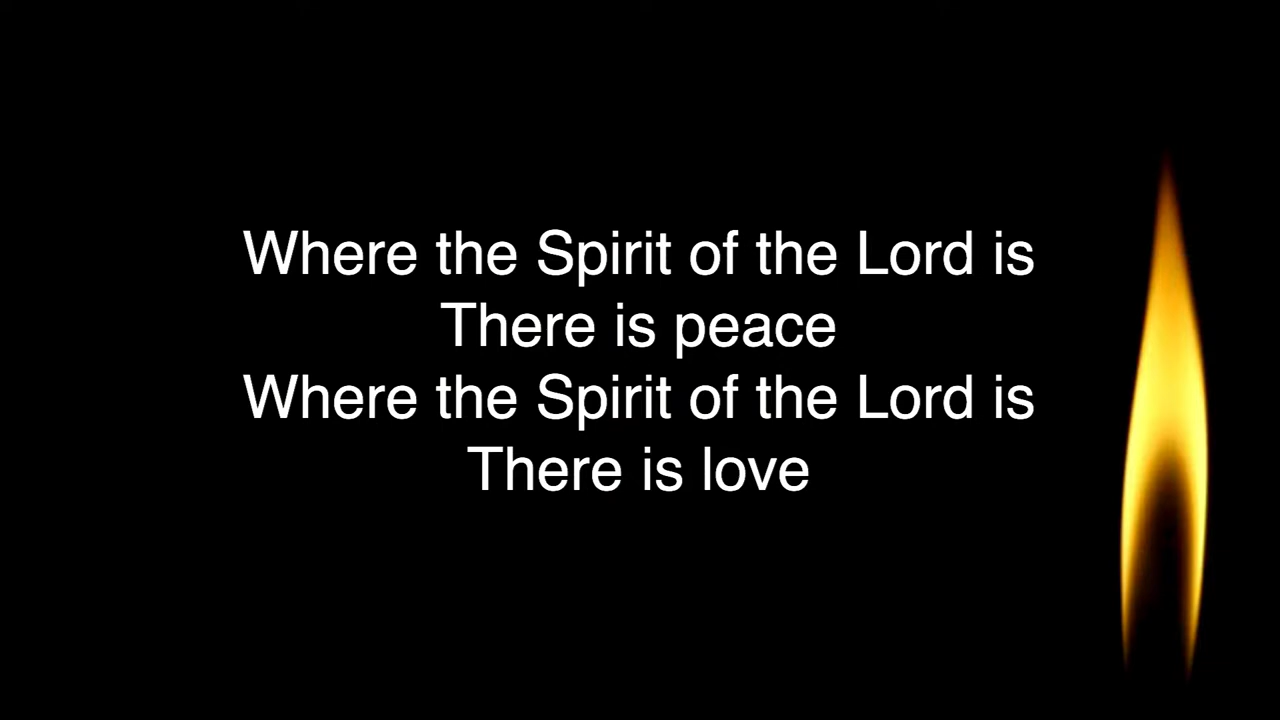 Where the Spirit of the Lord is
There is peace
Where the Spirit of the Lord is
There is love